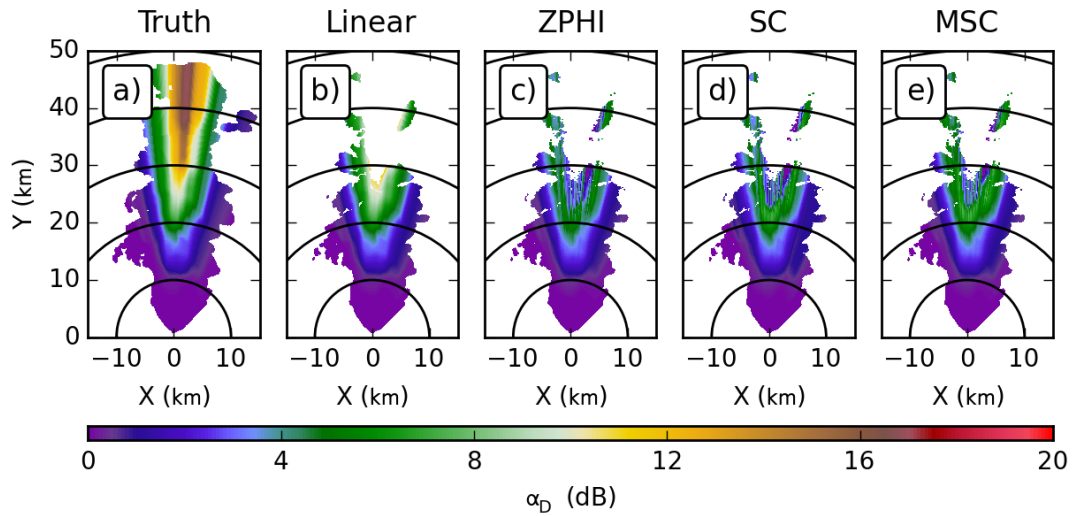 Truth Linear ZPHI SC MSC
50
40
30
20
10
0
Y (km)
a) b) c) d) e)
−10 0 10 −10 0 10 −10 0 10 −10 0 10 −10 0 10
X (km) X (km) X (km) X (km) X (km)
0 4 8 12 16 20
α_D (dB)